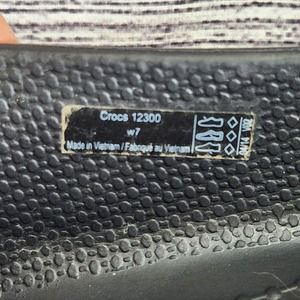 Crocs 12300
w7
Made in Vietnam / Fabriqué au Vietnam